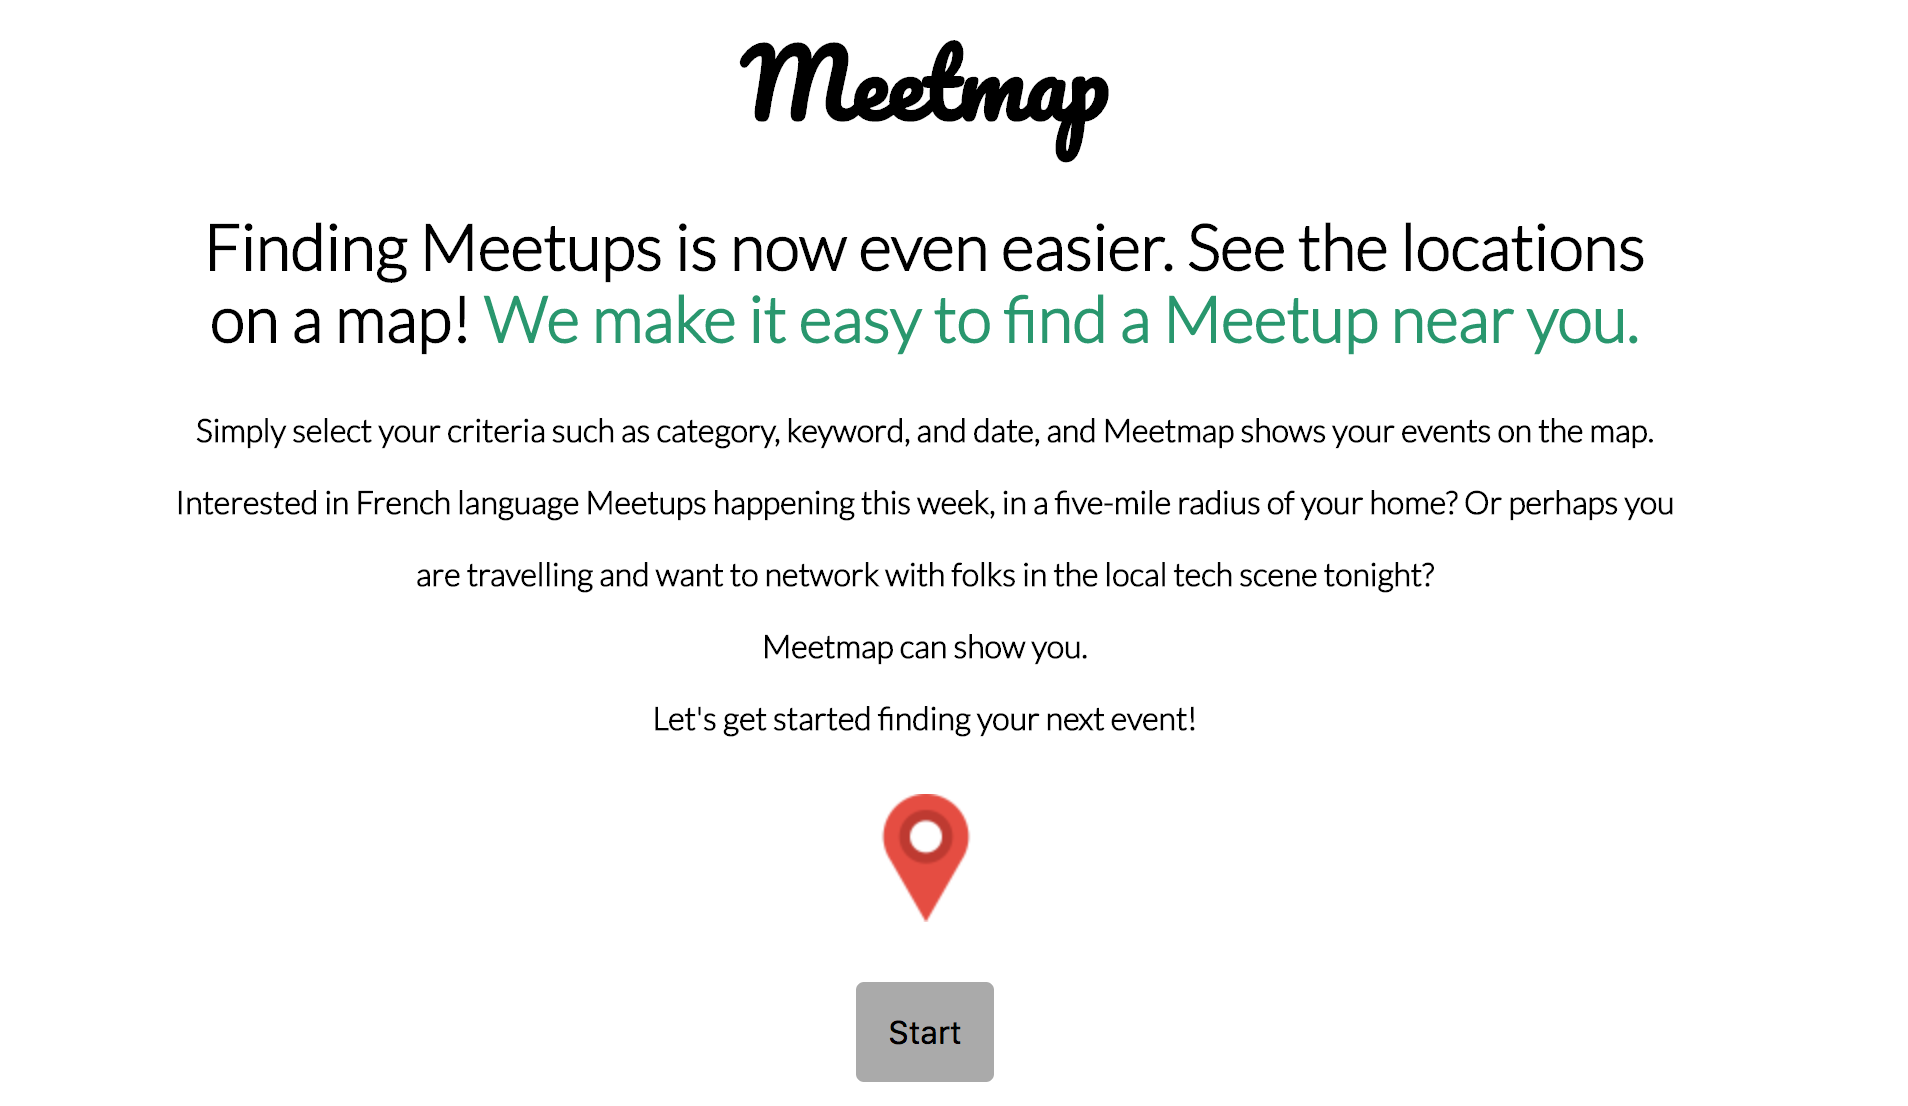 Meetmap
Finding Meetups is now even easier. See the locations
on a map! We make it easy to find a Meetup near you.
Simply select your criteria such as category, keyword, and date, and Meetmap shows your events on the map.
Interested in French language Meetups happening this week, in a five-mile radius of your home? Or perhaps you
are travelling and want to network with folks in the local tech scene tonight?
Meetmap can show you.
Let's get started finding your next event!
Start